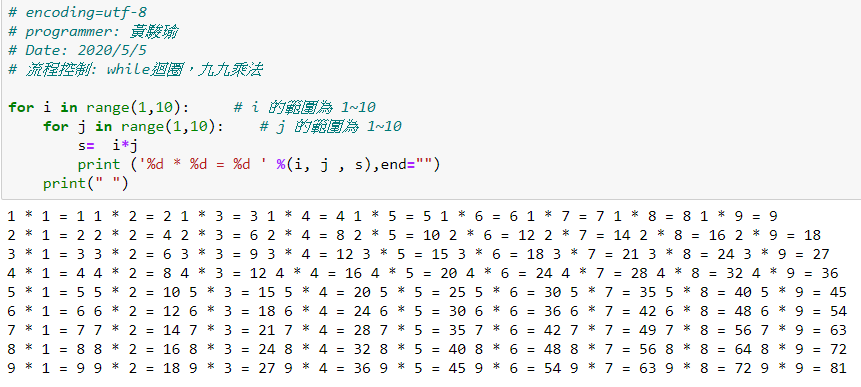 # encoding=utf-8
# programmer: 黃駿瑜
# Date: 2020/5/5
# 流程控制: while迴圈，九九乘法
for i in range(1,10):     # i 的範圍為 1~10
    for j in range(1,10):    # j 的範圍為 1~10
        s=  i*j
        print ('%d * %d = %d ' %(i, j , s),end="")
    print(" ")
1 * 1 = 1 1 * 2 = 2 1 * 3 = 3 1 * 4 = 4 1 * 5 = 5 1 * 6 = 6 1 * 7 = 7 1 * 8 = 8 1 * 9 = 9
2 * 1 = 2 2 * 2 = 4 2 * 3 = 6 2 * 4 = 8 2 * 5 = 10 2 * 6 = 12 2 * 7 = 14 2 * 8 = 16 2 * 9 = 18
3 * 1 = 3 3 * 2 = 6 3 * 3 = 9 3 * 4 = 12 3 * 5 = 15 3 * 6 = 18 3 * 7 = 21 3 * 8 = 24 3 * 9 = 27
4 * 1 = 4 4 * 2 = 8 4 * 3 = 12 4 * 4 = 16 4 * 5 = 20 4 * 6 = 24 4 * 7 = 28 4 * 8 = 32 4 * 9 = 36
5 * 1 = 5 5 * 2 = 10 5 * 3 = 15 5 * 4 = 20 5 * 5 = 25 5 * 6 = 30 5 * 7 = 35 5 * 8 = 40 5 * 9 = 45
6 * 1 = 6 6 * 2 = 12 6 * 3 = 18 6 * 4 = 24 6 * 5 = 30 6 * 6 = 36 6 * 7 = 42 6 * 8 = 48 6 * 9 = 54
7 * 1 = 7 7 * 2 = 14 7 * 3 = 21 7 * 4 = 28 7 * 5 = 35 7 * 6 = 42 7 * 7 = 49 7 * 8 = 56 7 * 9 = 63
8 * 1 = 8 8 * 2 = 16 8 * 3 = 24 8 * 4 = 32 8 * 5 = 40 8 * 6 = 48 8 * 7 = 56 8 * 8 = 64 8 * 9 = 72
9 * 1 = 9 9 * 2 = 18 9 * 3 = 27 9 * 4 = 36 9 * 5 = 45 9 * 6 = 54 9 * 7 = 63 9 * 8 = 72 9 * 9 = 81